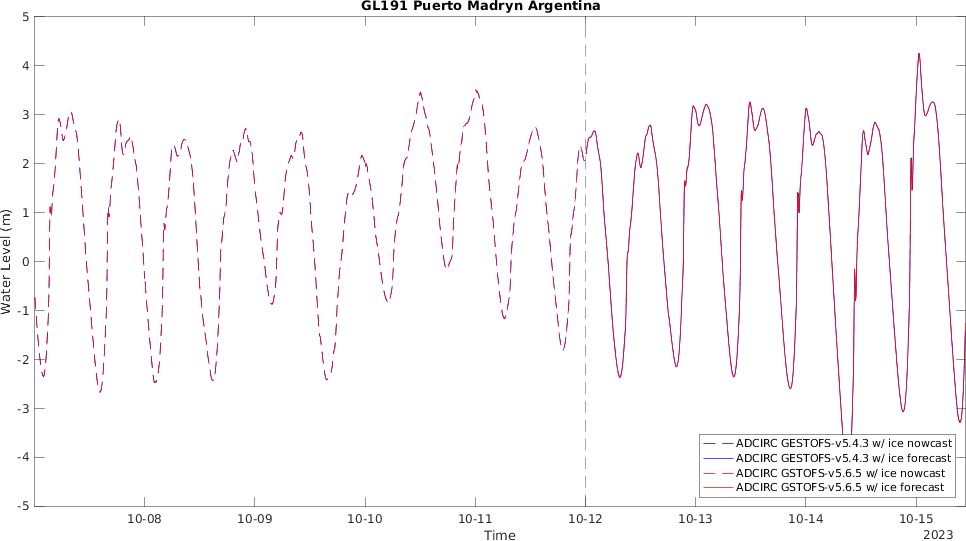 GL191 Puerto Madryn Argentina
5
4
3
2
1
0
-1
-2
-3
-4
-5
Water Level (m)
ADCIRC GESTOFS-v5.4.3 w/ ice nowcast
ADCIRC GESTOFS-v5.4.3 w/ ice forecast
ADCIRC GSTOFS-v5.6.5 w/ ice nowcast
ADCIRC GSTOFS-v5.6.5 w/ ice forecast
10-08 10-09 10-10 10-11 10-12 10-13 10-14 10-15
Time
2023